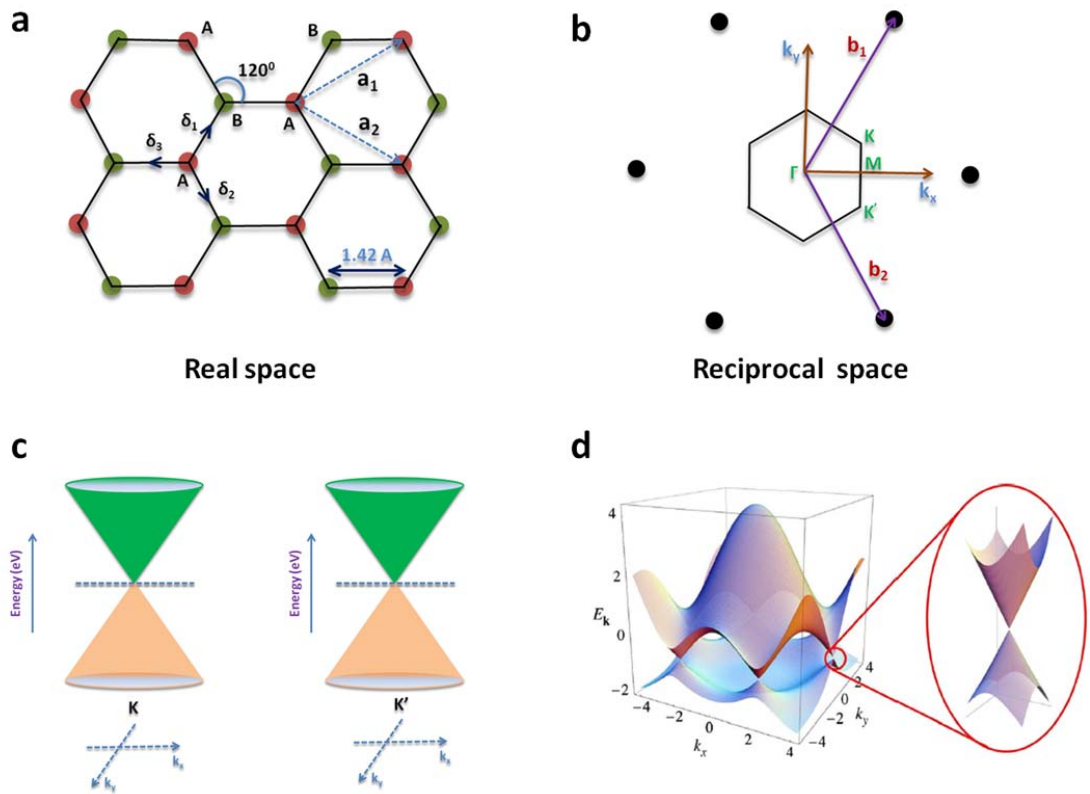 a
A
B
120⁰
a₁
δ₁
B
A
a₂
δ₃
A
δ₂
1.42 A
Real space
b
b₁
k_y
K
Γ
M
k_x
K′
b₂
Reciprocal space
c
Energy (eV)
K
k_x
k_y
Energy (eV)
K′
k_x
k_y
d
4
2
E_k
0
−2
−4
−2
0
2
4
k_x
4
2
0
k_y
−2
−4